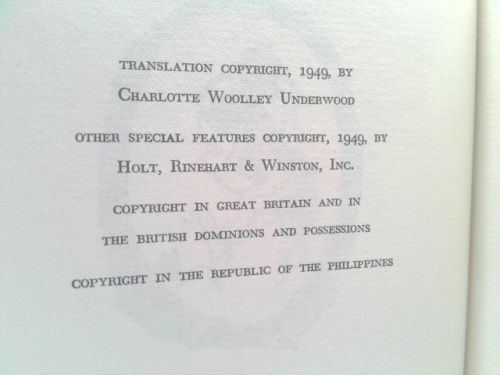 TRANSLATION COPYRIGHT, 1949, BY
CHARLOTTE WOOLLEY UNDERWOOD
OTHER SPECIAL FEATURES COPYRIGHT, 1949, BY
HOLT, RINEHART & WINSTON, INC.
COPYRIGHT IN GREAT BRITAIN AND IN
THE BRITISH DOMINIONS AND POSSESSIONS
COPYRIGHT IN THE REPUBLIC OF THE PHILIPPINES